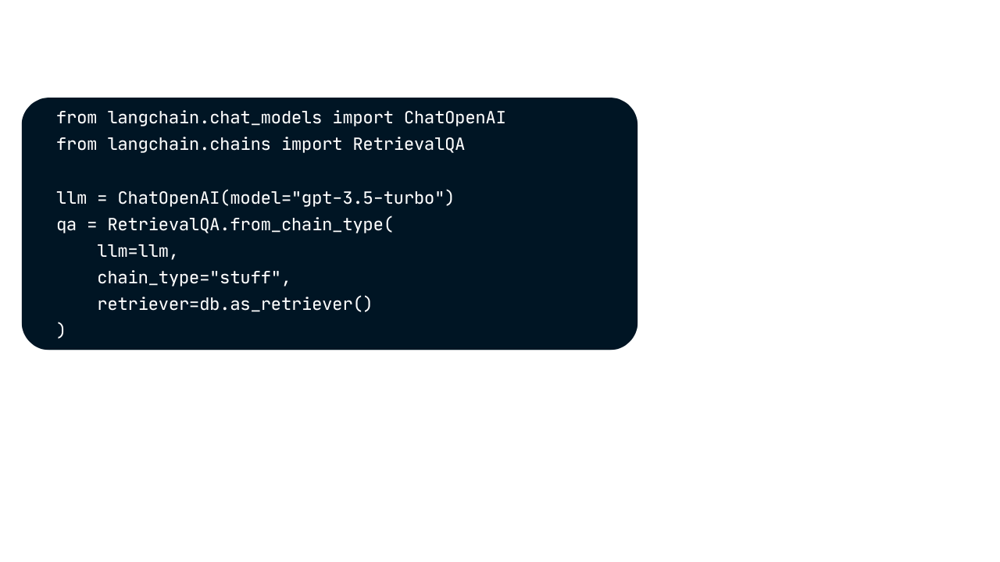 from langchain.chat_models import ChatOpenAI
from langchain.chains import RetrievalQA

llm = ChatOpenAI(model="gpt-3.5-turbo")
qa = RetrievalQA.from_chain_type(
    llm=llm,
    chain_type="stuff",
    retriever=db.as_retriever()
)